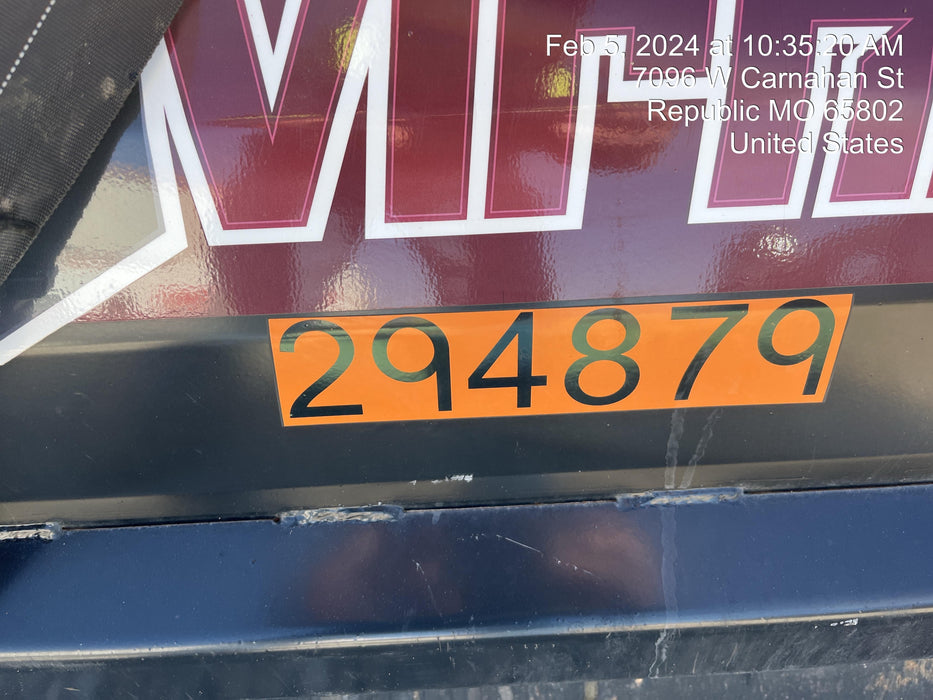 Feb 5, 2024 at 10:35:20 AM
7096 W Carnahan St
Republic MO 65802
United States
294879